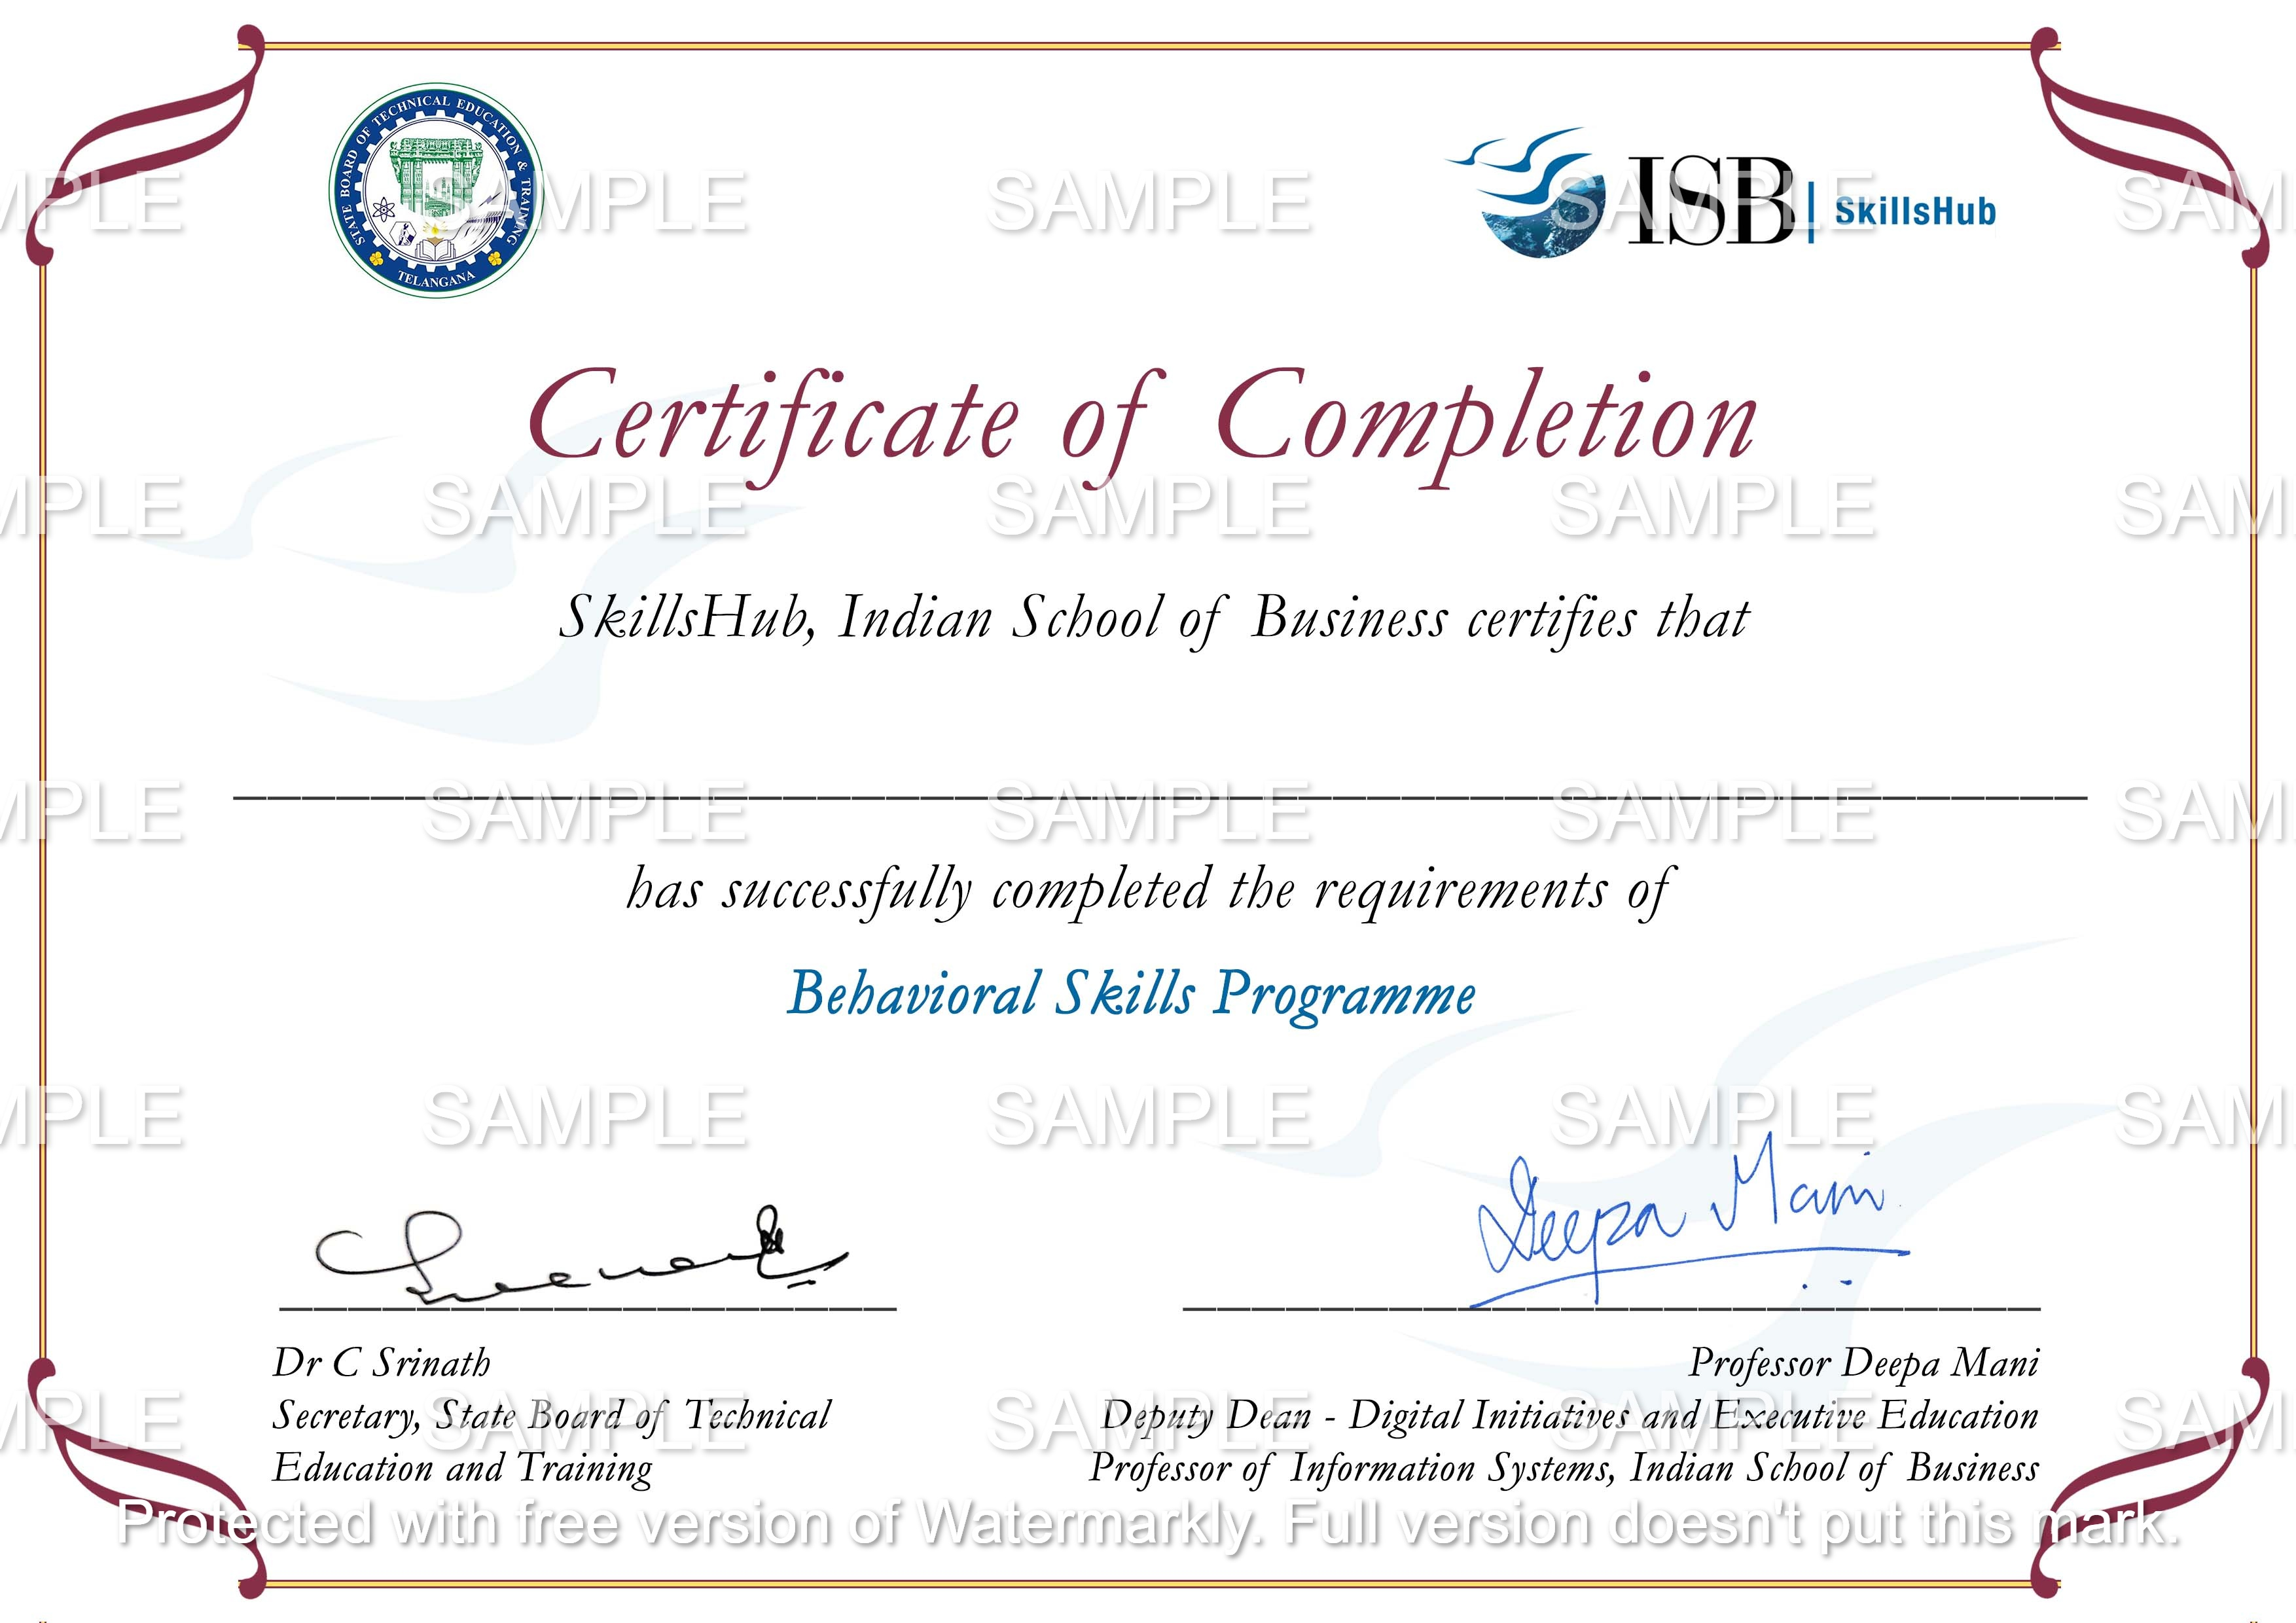 STATE BOARD OF TECHNICAL EDUCATION & TRAINING
TELANGANA
ISB | SkillsHub
SAMPLE SAMPLE SAMPLE SAMPLE SAMPLE
Certificate of Completion
SAMPLE SAMPLE SAMPLE SAMPLE SAMPLE
SkillsHub, Indian School of Business certifies that
SAMPLE SAMPLE SAMPLE SAMPLE SAMPLE
has successfully completed the requirements of
Behavioral Skills Programme
SAMPLE SAMPLE SAMPLE SAMPLE SAMPLE
Deepa Mani
Dr C Srinath
Secretary, State Board of Technical
Education and Training
Professor Deepa Mani
Deputy Dean - Digital Initiatives and Executive Education
Professor of Information Systems, Indian School of Business
SAMPLE SAMPLE SAMPLE SAMPLE SAMPLE
Protected with free version of Watermarkly. Full version doesn't put this mark.